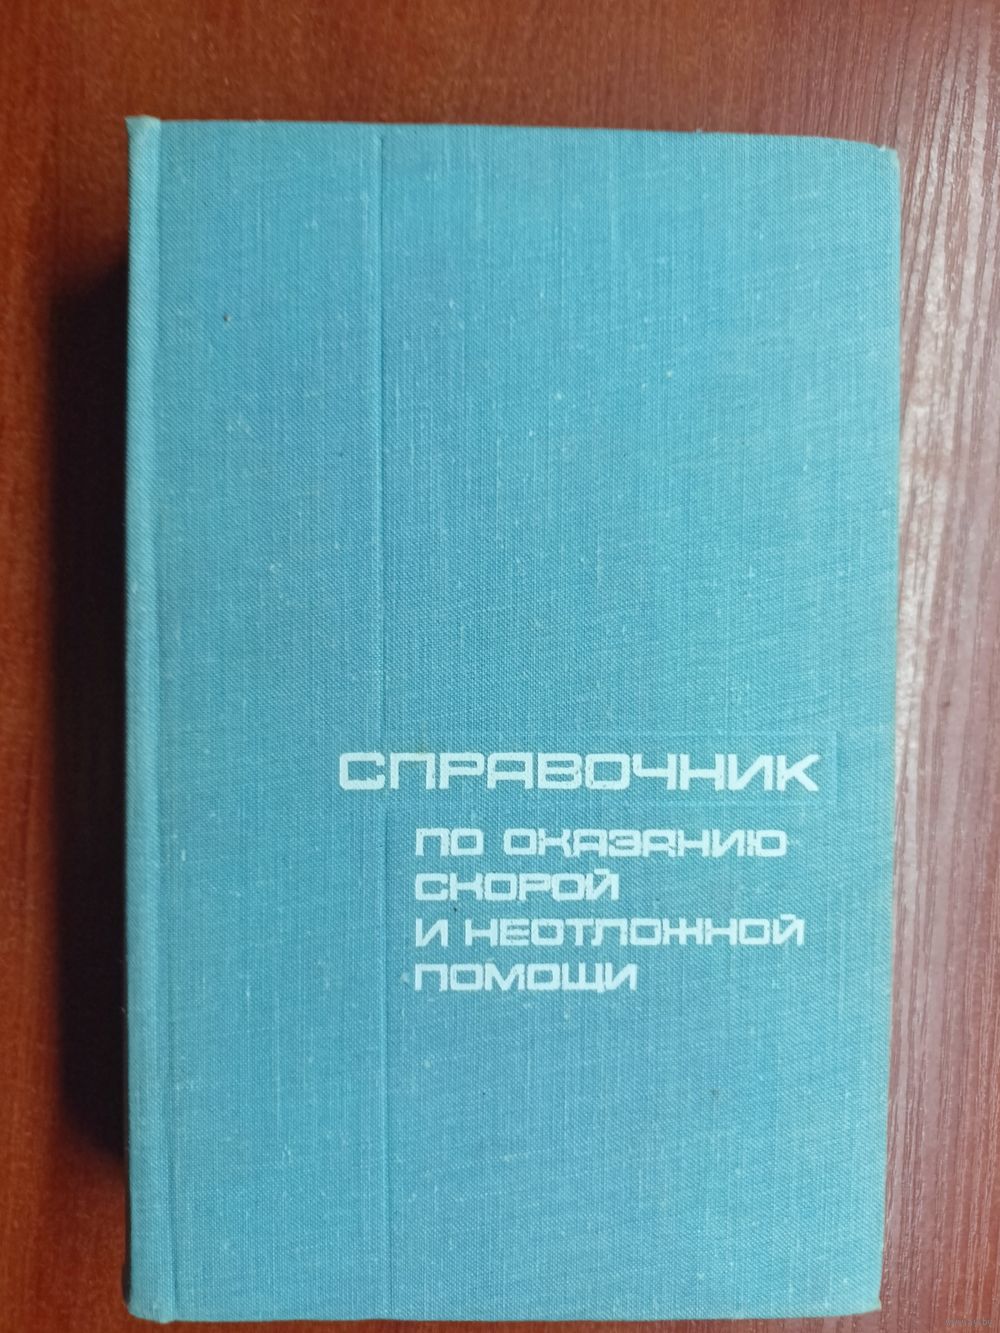 СПРАВОЧНИК
ПО ОКАЗАНИЮ
СКОРОЙ
И НЕОТЛОЖНОЙ
ПОМОЩИ